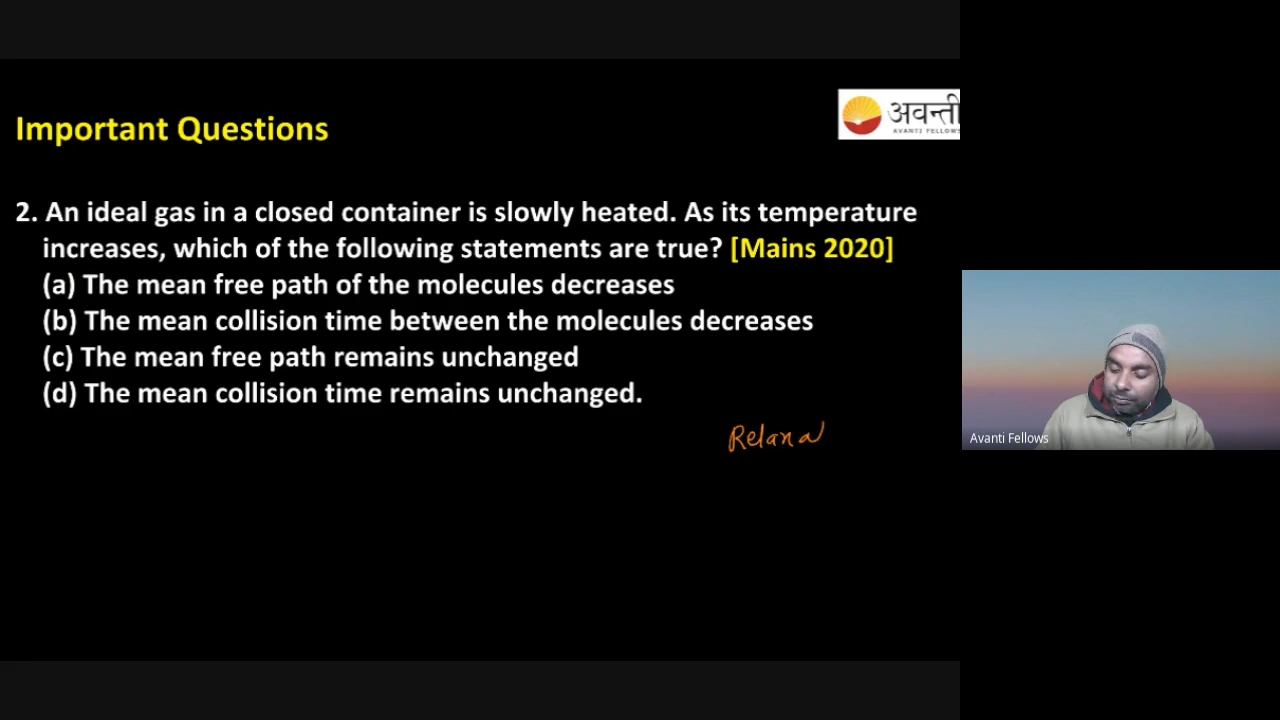 Important Questions
अवन्ती
AVANTI FELLOWS
2. An ideal gas in a closed container is slowly heated. As its temperature
increases, which of the following statements are true? [Mains 2020]
(a) The mean free path of the molecules decreases
(b) The mean collision time between the molecules decreases
(c) The mean free path remains unchanged
(d) The mean collision time remains unchanged.
Avanti Fellows